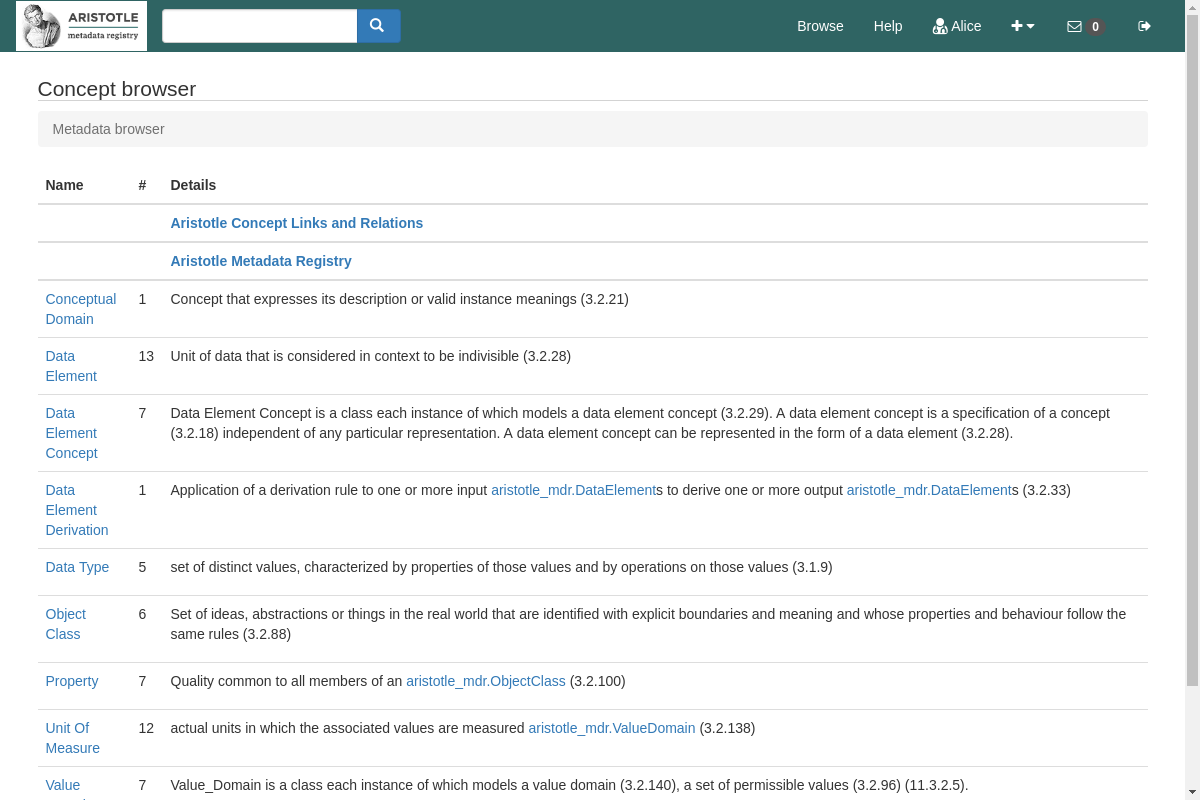 ARISTOTLE
metadata registry
Browse
Help
Alice
0
Concept browser
Metadata browser
Name # Details
Aristotle Concept Links and Relations
Aristotle Metadata Registry
Conceptual Domain 1 Concept that expresses its description or valid instance meanings (3.2.21)
Data Element 13 Unit of data that is considered in context to be indivisible (3.2.28)
Data Element Concept 7 Data Element Concept is a class each instance of which models a data element concept (3.2.29). A data element concept is a specification of a concept
(3.2.18) independent of any particular representation. A data element concept can be represented in the form of a data element (3.2.28).
Data Element Derivation 1 Application of a derivation rule to one or more input aristotle_mdr.DataElements to derive one or more output aristotle_mdr.DataElements (3.2.33)
Data Type 5 set of distinct values, characterized by properties of those values and by operations on those values (3.1.9)
Object Class 6 Set of ideas, abstractions or things in the real world that are identified with explicit boundaries and meaning and whose properties and behaviour follow the
same rules (3.2.88)
Property 7 Quality common to all members of an aristotle_mdr.ObjectClass (3.2.100)
Unit Of Measure 12 actual units in which the associated values are measured aristotle_mdr.ValueDomain (3.2.138)
Value 7 Value_Domain is a class each instance of which models a value domain (3.2.140), a set of permissible values (3.2.96) (11.3.2.5).